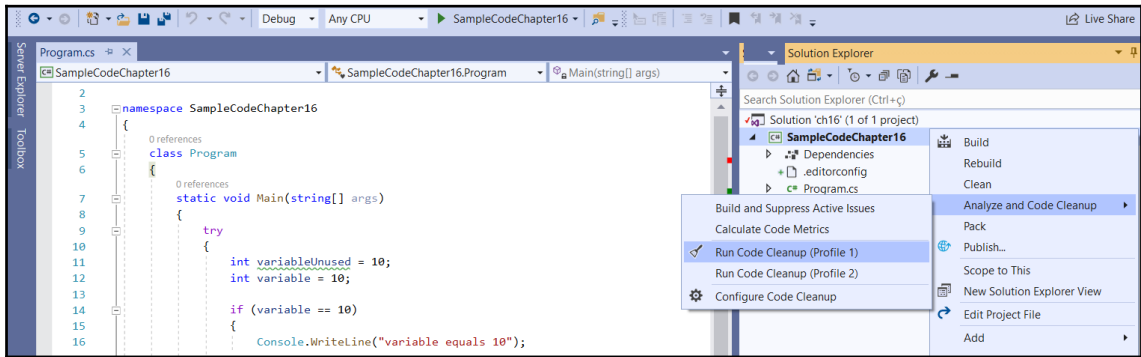 Debug Any CPU SampleCodeChapter16 Live Share
Server Explorer
Toolbox
Program.cs
C# SampleCodeChapter16 SampleCodeChapter16.Program Main(string[] args)
2
3 namespace SampleCodeChapter16
4 {
0 references
5 class Program
6 {
0 references
7 static void Main(string[] args)
8 {
9 try
10 {
11 int variableUnused = 10;
12 int variable = 10;
13
14 if (variable == 10)
15 {
16 Console.WriteLine("variable equals 10");
Solution Explorer
Search Solution Explorer (Ctrl+ç)
Solution 'ch16' (1 of 1 project)
C# SampleCodeChapter16
Dependencies
.editorconfig
C# Program.cs
Build
Rebuild
Clean
Analyze and Code Cleanup
Pack
Publish...
Scope to This
New Solution Explorer View
Edit Project File
Add
Build and Suppress Active Issues
Calculate Code Metrics
Run Code Cleanup (Profile 1)
Run Code Cleanup (Profile 2)
Configure Code Cleanup